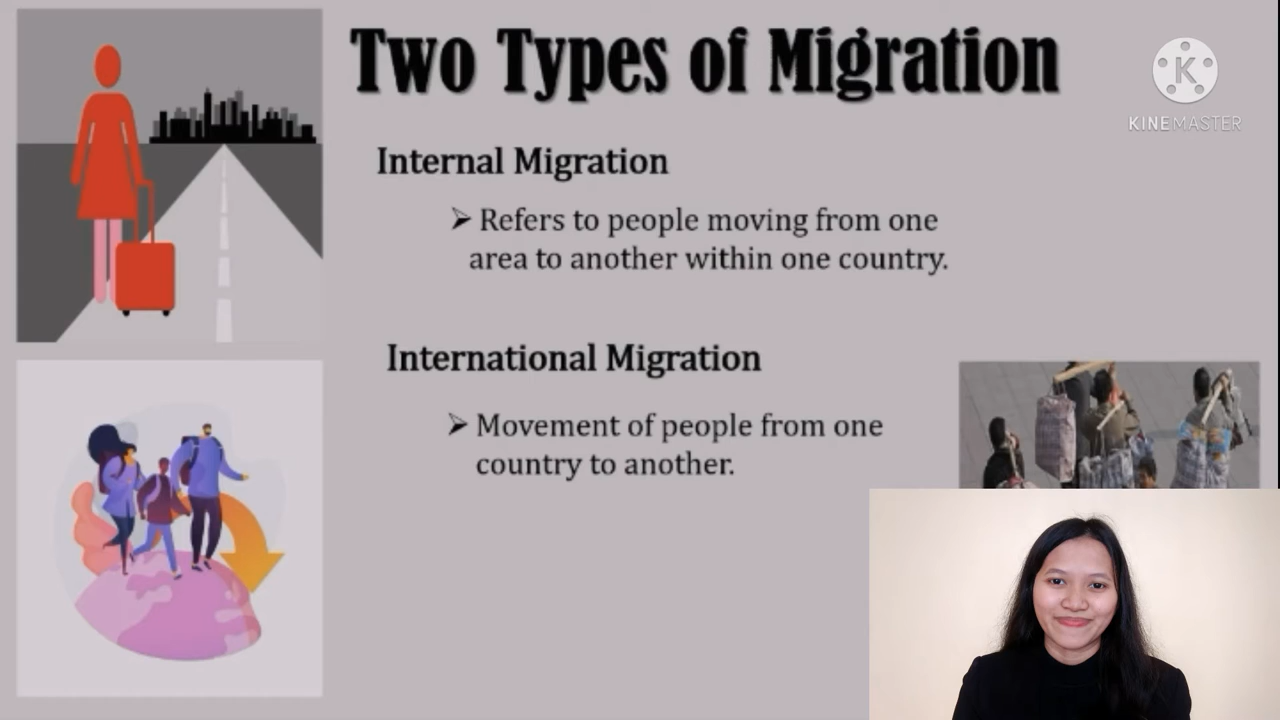 Two Types of Migration
KINEMASTER
Internal Migration
➢ Refers to people moving from one
area to another within one country.
International Migration
➢ Movement of people from one
country to another.